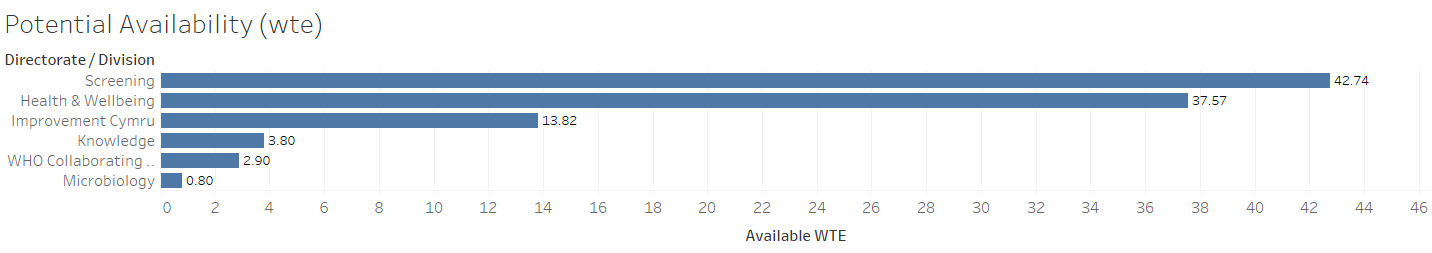 Potential Availability (wte)
Directorate / Division
Screening 42.74
Health & Wellbeing 37.57
Improvement Cymru 13.82
Knowledge 3.80
WHO Collaborating .. 2.90
Microbiology 0.80
0 2 4 6 8 10 12 14 16 18 20 22 24 26 28 30 32 34 36 38 40 42 44 46
Available WTE